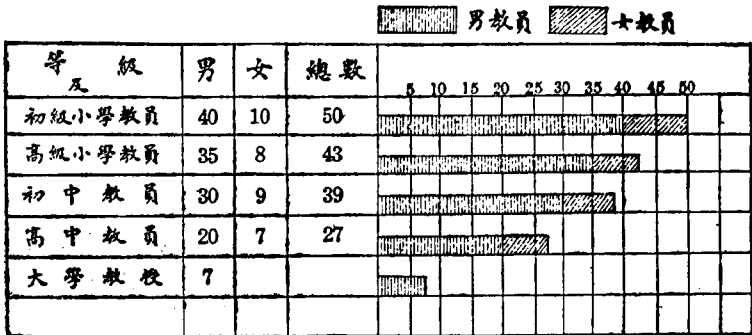 男教員 女教員
等及級 男 女 總數
5 10 15 20 25 30 35 40 45 50
初級小學教員 40 10 50
高級小學教員 35 8 43
初中教員 30 9 39
高中教員 20 7 27
大學教授 7